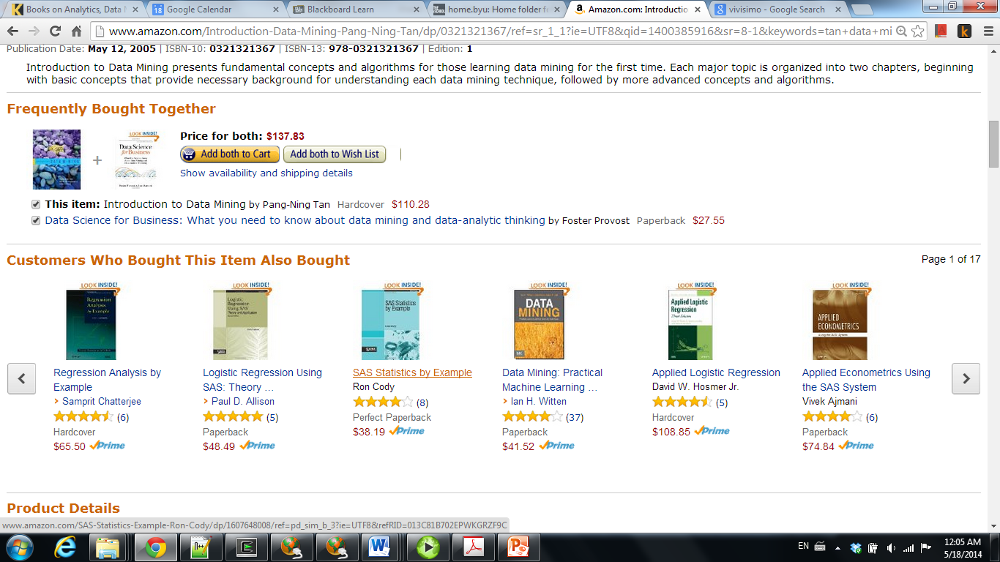 Books on Analytics, Data M
Google Calendar
Blackboard Learn
home.byu: Home folder f
Amazon.com: Introductio
vivisimo - Google Search
www.amazon.com/Introduction-Data-Mining-Pang-Ning-Tan/dp/0321321367/ref=sr_1_1?ie=UTF8&qid=1400385916&sr=8-1&keywords=tan+data+mi
Publication Date: May 12, 2005 | ISBN-10: 0321321367 | ISBN-13: 978-0321321367 | Edition: 1
Introduction to Data Mining presents fundamental concepts and algorithms for those learning data mining for the first time. Each major topic is organized into two chapters, beginning
with basic concepts that provide necessary background for understanding each data mining technique, followed by more advanced concepts and algorithms.
Frequently Bought Together
LOOK INSIDE!
DATA MINING
+
Data Science
for Business
Price for both: $137.83
Add both to Cart
Add both to Wish List
Show availability and shipping details
This item: Introduction to Data Mining by Pang-Ning Tan Hardcover $110.28
Data Science for Business: What you need to know about data mining and data-analytic thinking by Foster Provost Paperback $27.55
Customers Who Bought This Item Also Bought
Page 1 of 17
LOOK INSIDE!
Regression
Analysis
by Example
Regression Analysis by
Example
Samprit Chatterjee
(6)
Hardcover
$65.50 Prime
LOOK INSIDE!
Logistic
Regression
Using SAS
Logistic Regression Using
SAS: Theory ...
Paul D. Allison
(5)
Paperback
$48.49 Prime
LOOK INSIDE!
SAS Statistics
by Example
SAS Statistics by Example
Ron Cody
(8)
Perfect Paperback
$38.19 Prime
LOOK INSIDE!
DATA
MINING
Data Mining: Practical
Machine Learning ...
Ian H. Witten
(37)
Paperback
$41.52 Prime
LOOK INSIDE!
Applied Logistic
Regression
Third Edition
Applied Logistic Regression
David W. Hosmer Jr.
(5)
Hardcover
$108.85 Prime
LOOK INSIDE!
APPLIED
ECONOMETRICS
Using the SAS System
Applied Econometrics Using
the SAS System
Vivek Ajmani
(6)
Paperback
$74.84 Prime
Product Details
www.amazon.com/SAS-Statistics-Example-Ron-Cody/dp/1607648008/ref=pd_sim_b_3?ie=UTF8&refRID=013C81B702EPWKGRZF9C
EN
12:05 AM
5/18/2014